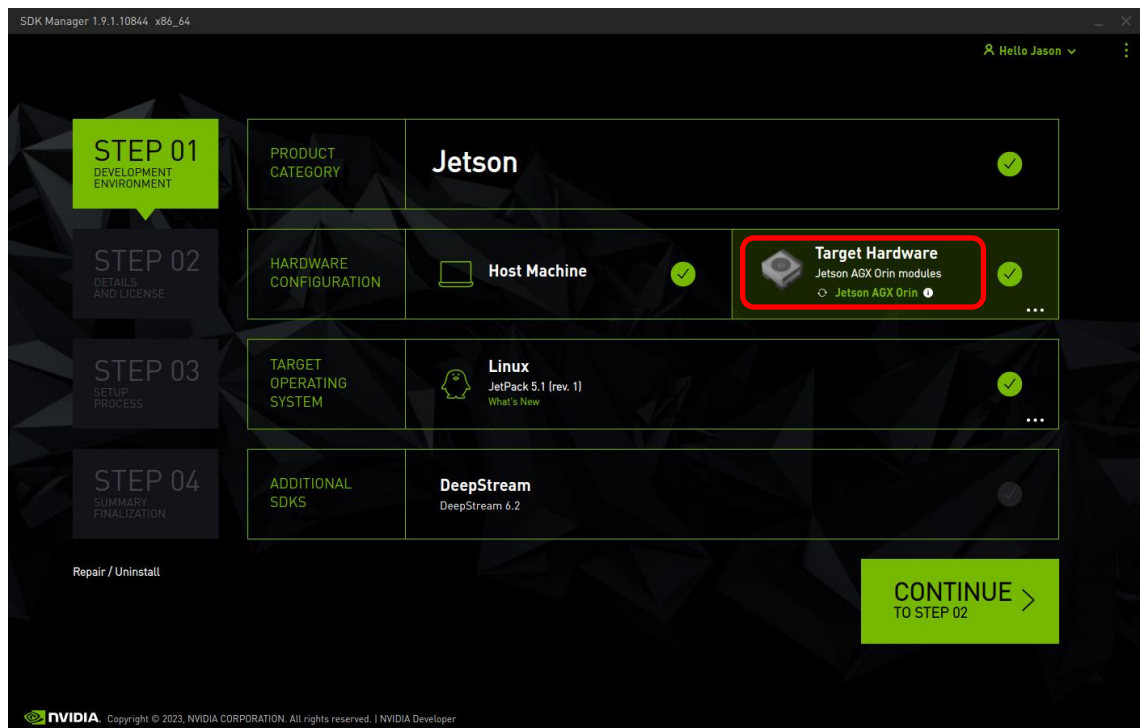 SDK Manager 1.9.1.10844 x86_64
Hello Jason
STEP 01
DEVELOPMENT
ENVIRONMENT
PRODUCT
CATEGORY
Jetson
STEP 02
DETAILS
AND LICENSE
HARDWARE
CONFIGURATION
Host Machine
Target Hardware
Jetson AGX Orin modules
Jetson AGX Orin
STEP 03
SETUP
PROCESS
TARGET
OPERATING
SYSTEM
Linux
JetPack 5.1 (rev. 1)
What's New
STEP 04
SUMMARY
FINALIZATION
ADDITIONAL
SDKS
DeepStream
DeepStream 6.2
Repair / Uninstall
CONTINUE
TO STEP 02
NVIDIA. Copyright © 2023, NVIDIA CORPORATION. All rights reserved. | NVIDIA Developer